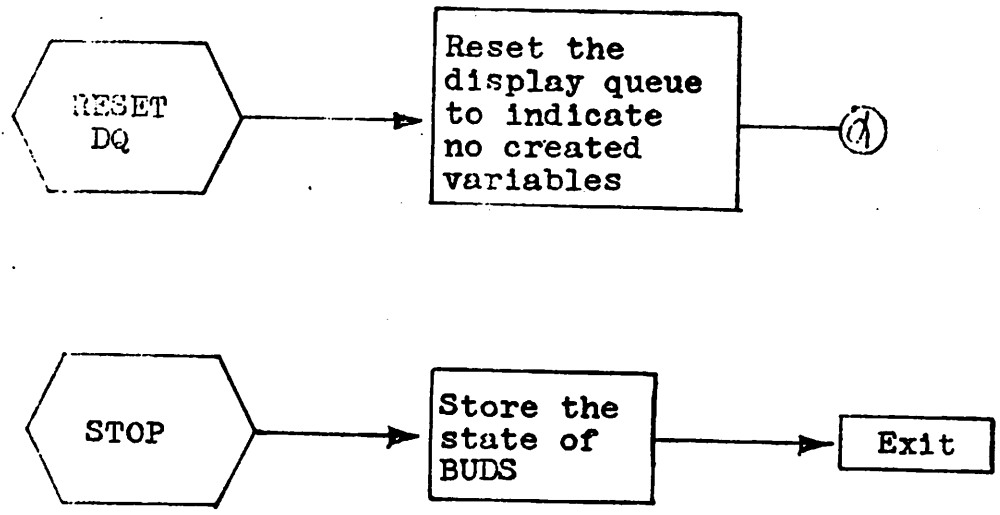 RESET
DQ
Reset the
display queue
to indicate
no created
variables
STOP
Store the
state of
BUDS
Exit